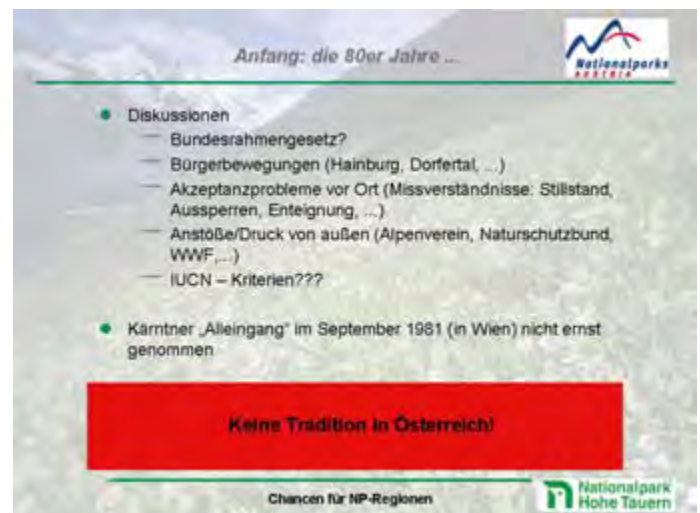 Anfang: die 80er Jahre ...
Nationalparks
AUSTRIA
● Diskussionen
— Bundesrahmengesetz?
— Bürgerbewegungen (Hainburg, Dorfertal, ...)
— Akzeptanzprobleme vor Ort (Missverständnisse: Stillstand,
Aussperren, Enteignung, ...)
— Anstöße/Druck von außen (Alpenverein, Naturschutzbund,
WWF,...)
— IUCN – Kriterien???
● Kärntner „Alleingang“ im September 1981 (in Wien) nicht ernst
genommen
Keine Tradition in Österreich!
Chancen für NP-Regionen
Nationalpark
Hohe Tauern